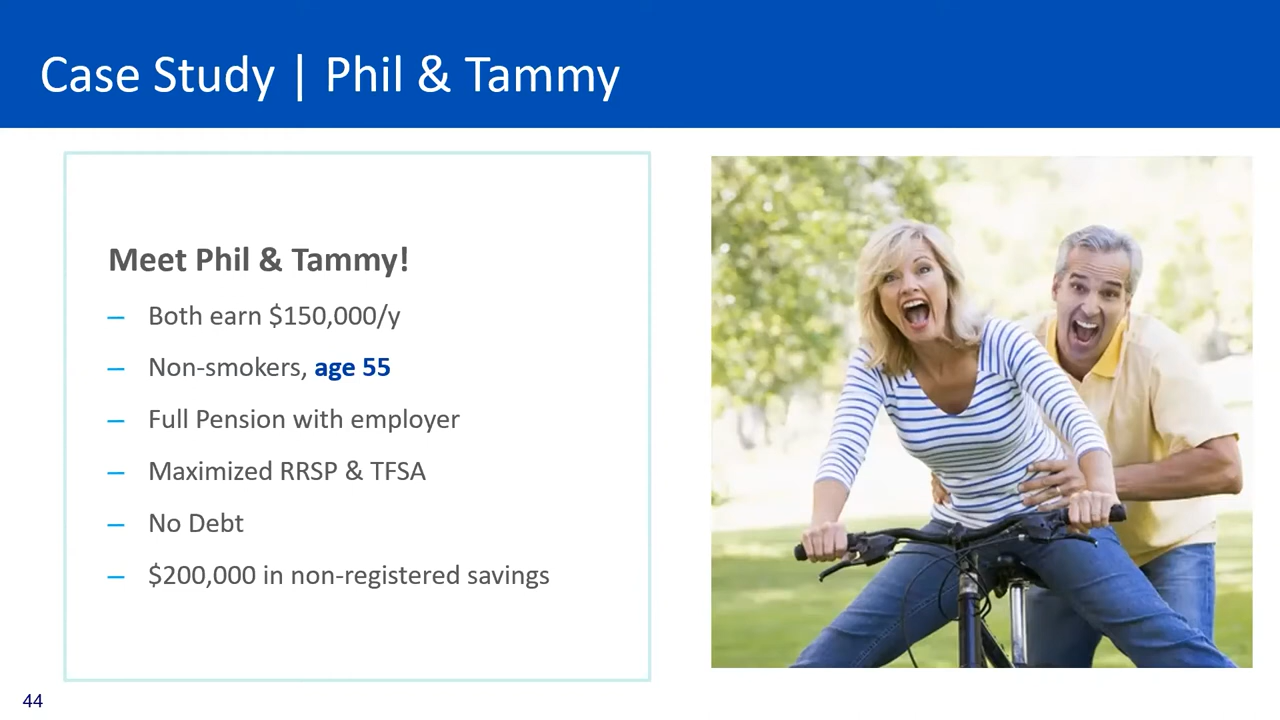 Case Study | Phil & Tammy
Meet Phil & Tammy!
– Both earn $150,000/y
– Non-smokers, age 55
– Full Pension with employer
– Maximized RRSP & TFSA
– No Debt
– $200,000 in non-registered savings
44